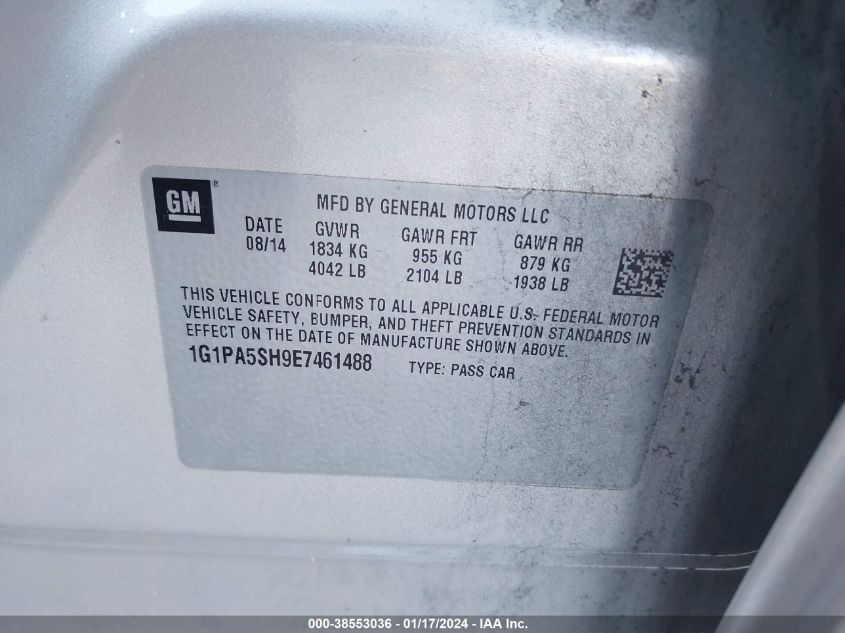 GM®
MFD BY GENERAL MOTORS LLC
DATE GVWR GAWR FRT GAWR RR
08/14 1834 KG 955 KG 879 KG
4042 LB 2104 LB 1938 LB
THIS VEHICLE CONFORMS TO ALL APPLICABLE U.S. FEDERAL MOTOR
VEHICLE SAFETY, BUMPER, AND THEFT PREVENTION STANDARDS IN
EFFECT ON THE DATE OF MANUFACTURE SHOWN ABOVE.
1G1PA5SH9E7461488 TYPE: PASS CAR
000-38553036 - 01/17/2024 - IAA Inc.